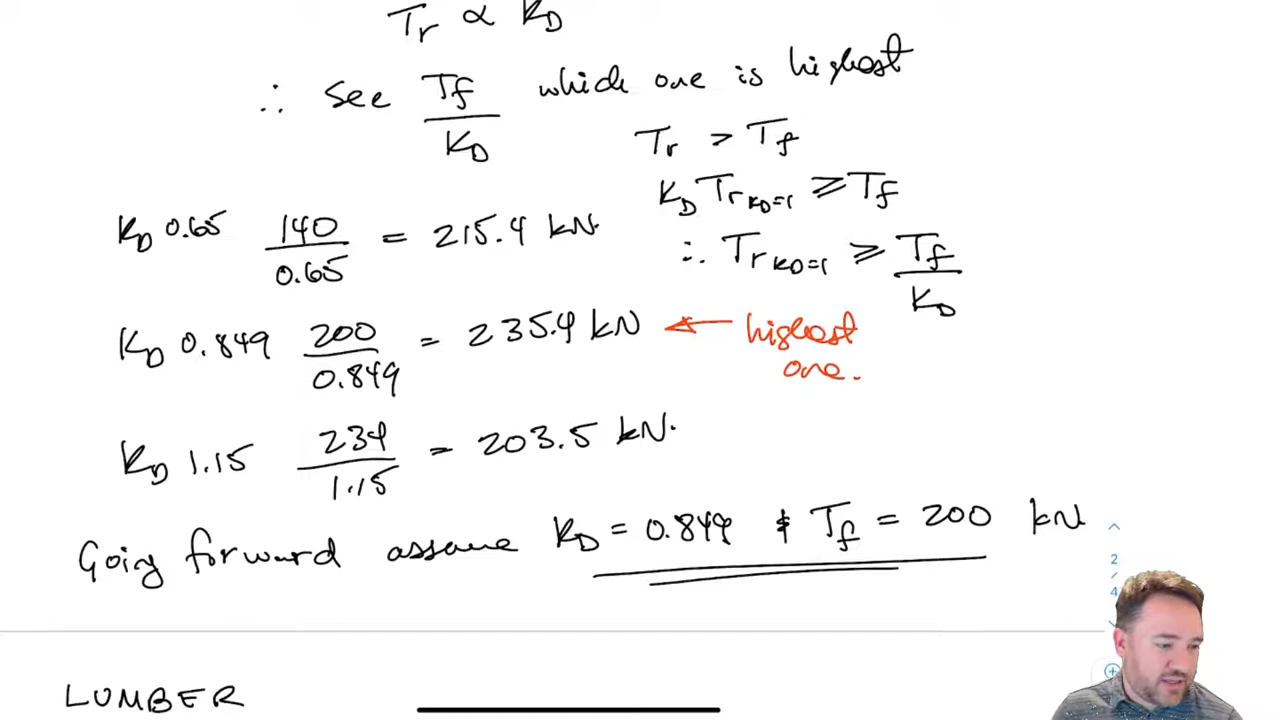 Tr ∝ KD
∴ See Tf/KD which one is highest
Tr > Tf
KD Tr KD=1 ⩾ Tf
∴ Tr KD=1 ⩾ Tf/KD
KD 0.65 140/0.65 = 215.4 kN.
KD 0.849 200/0.849 = 235.4 kN ← highest one.
KD 1.15 234/1.15 = 203.5 kN.
Going forward assume KD = 0.849 & Tf = 200 kN
2
/
4
LUMBER